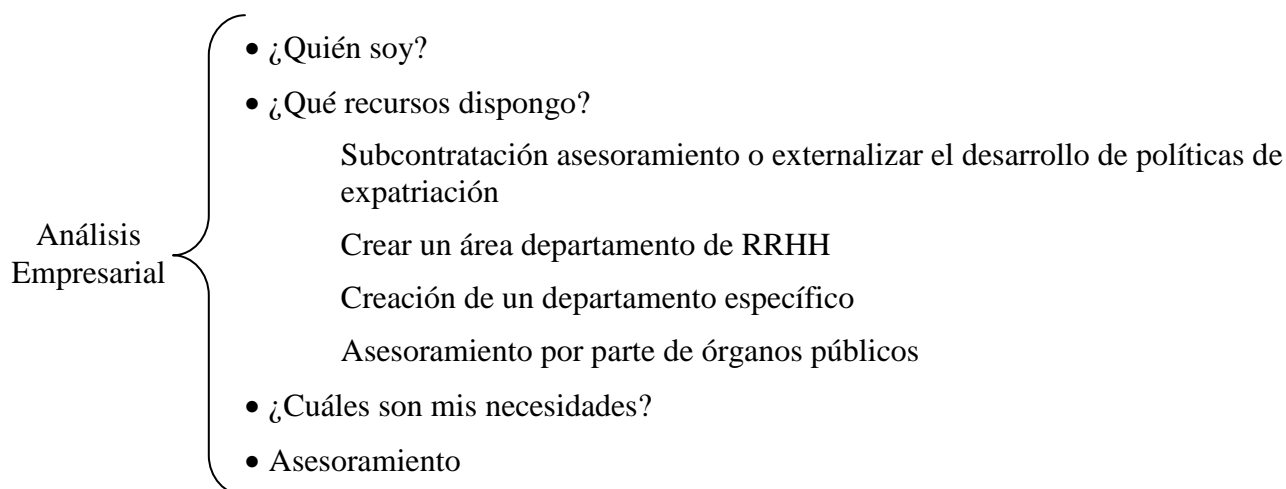 Análisis
Empresarial
• ¿Quién soy?
• ¿Qué recursos dispongo?
Subcontratación asesoramiento o externalizar el desarrollo de políticas de
expatriación
Crear un área departamento de RRHH
Creación de un departamento específico
Asesoramiento por parte de órganos públicos
• ¿Cuáles son mis necesidades?
• Asesoramiento